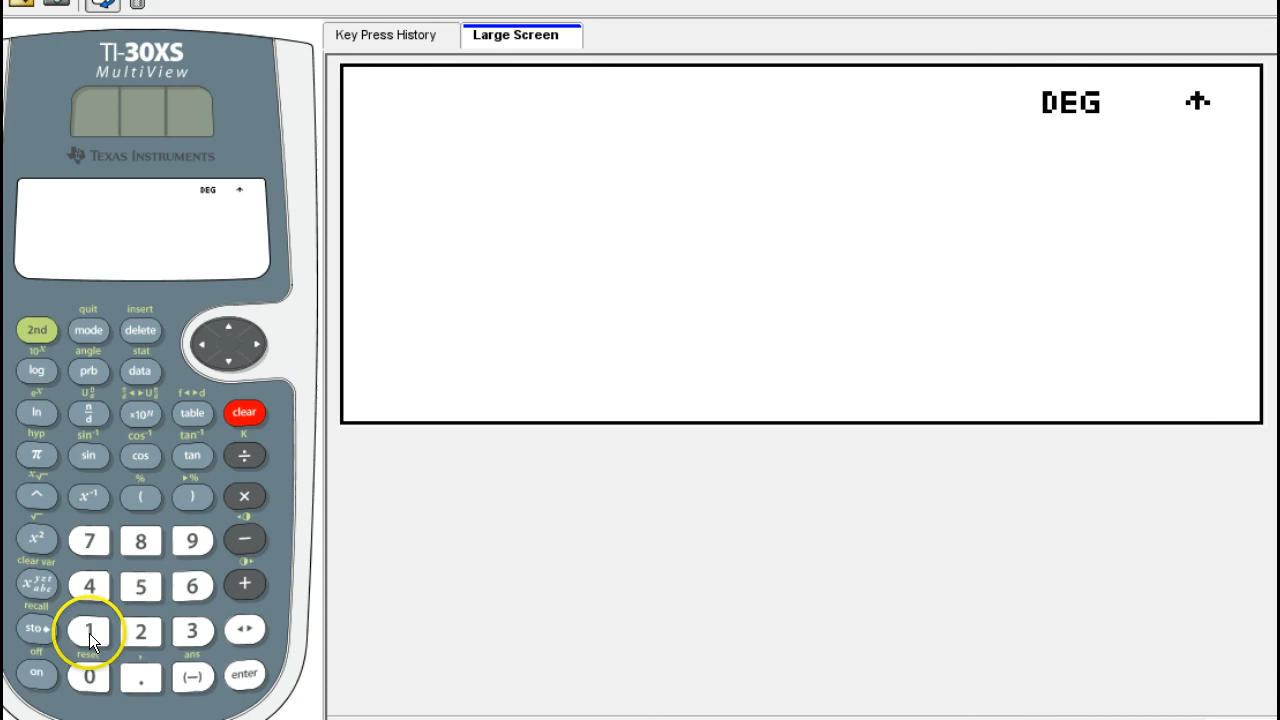 Key Press History Large Screen
TI-30XS
MultiView
TEXAS INSTRUMENTS
DEG
DEG
quit insert
2nd mode delete
10ˣ angle stat
log prb data
eˣ U n/d n/d ◂▸ U n/d f◂▸d
ln n/d ×10ⁿ table clear
hyp sin⁻¹ cos⁻¹ tan⁻¹ K
π sin cos tan ÷
ˣ√ % ▸%
^ x⁻¹ ( ) ×
√
x² 7 8 9 −
clear var
x yzt abc 4 5 6 +
recall
sto▸ 1 2 3 ◂▸
off reset , ans
on 0 . (−) enter